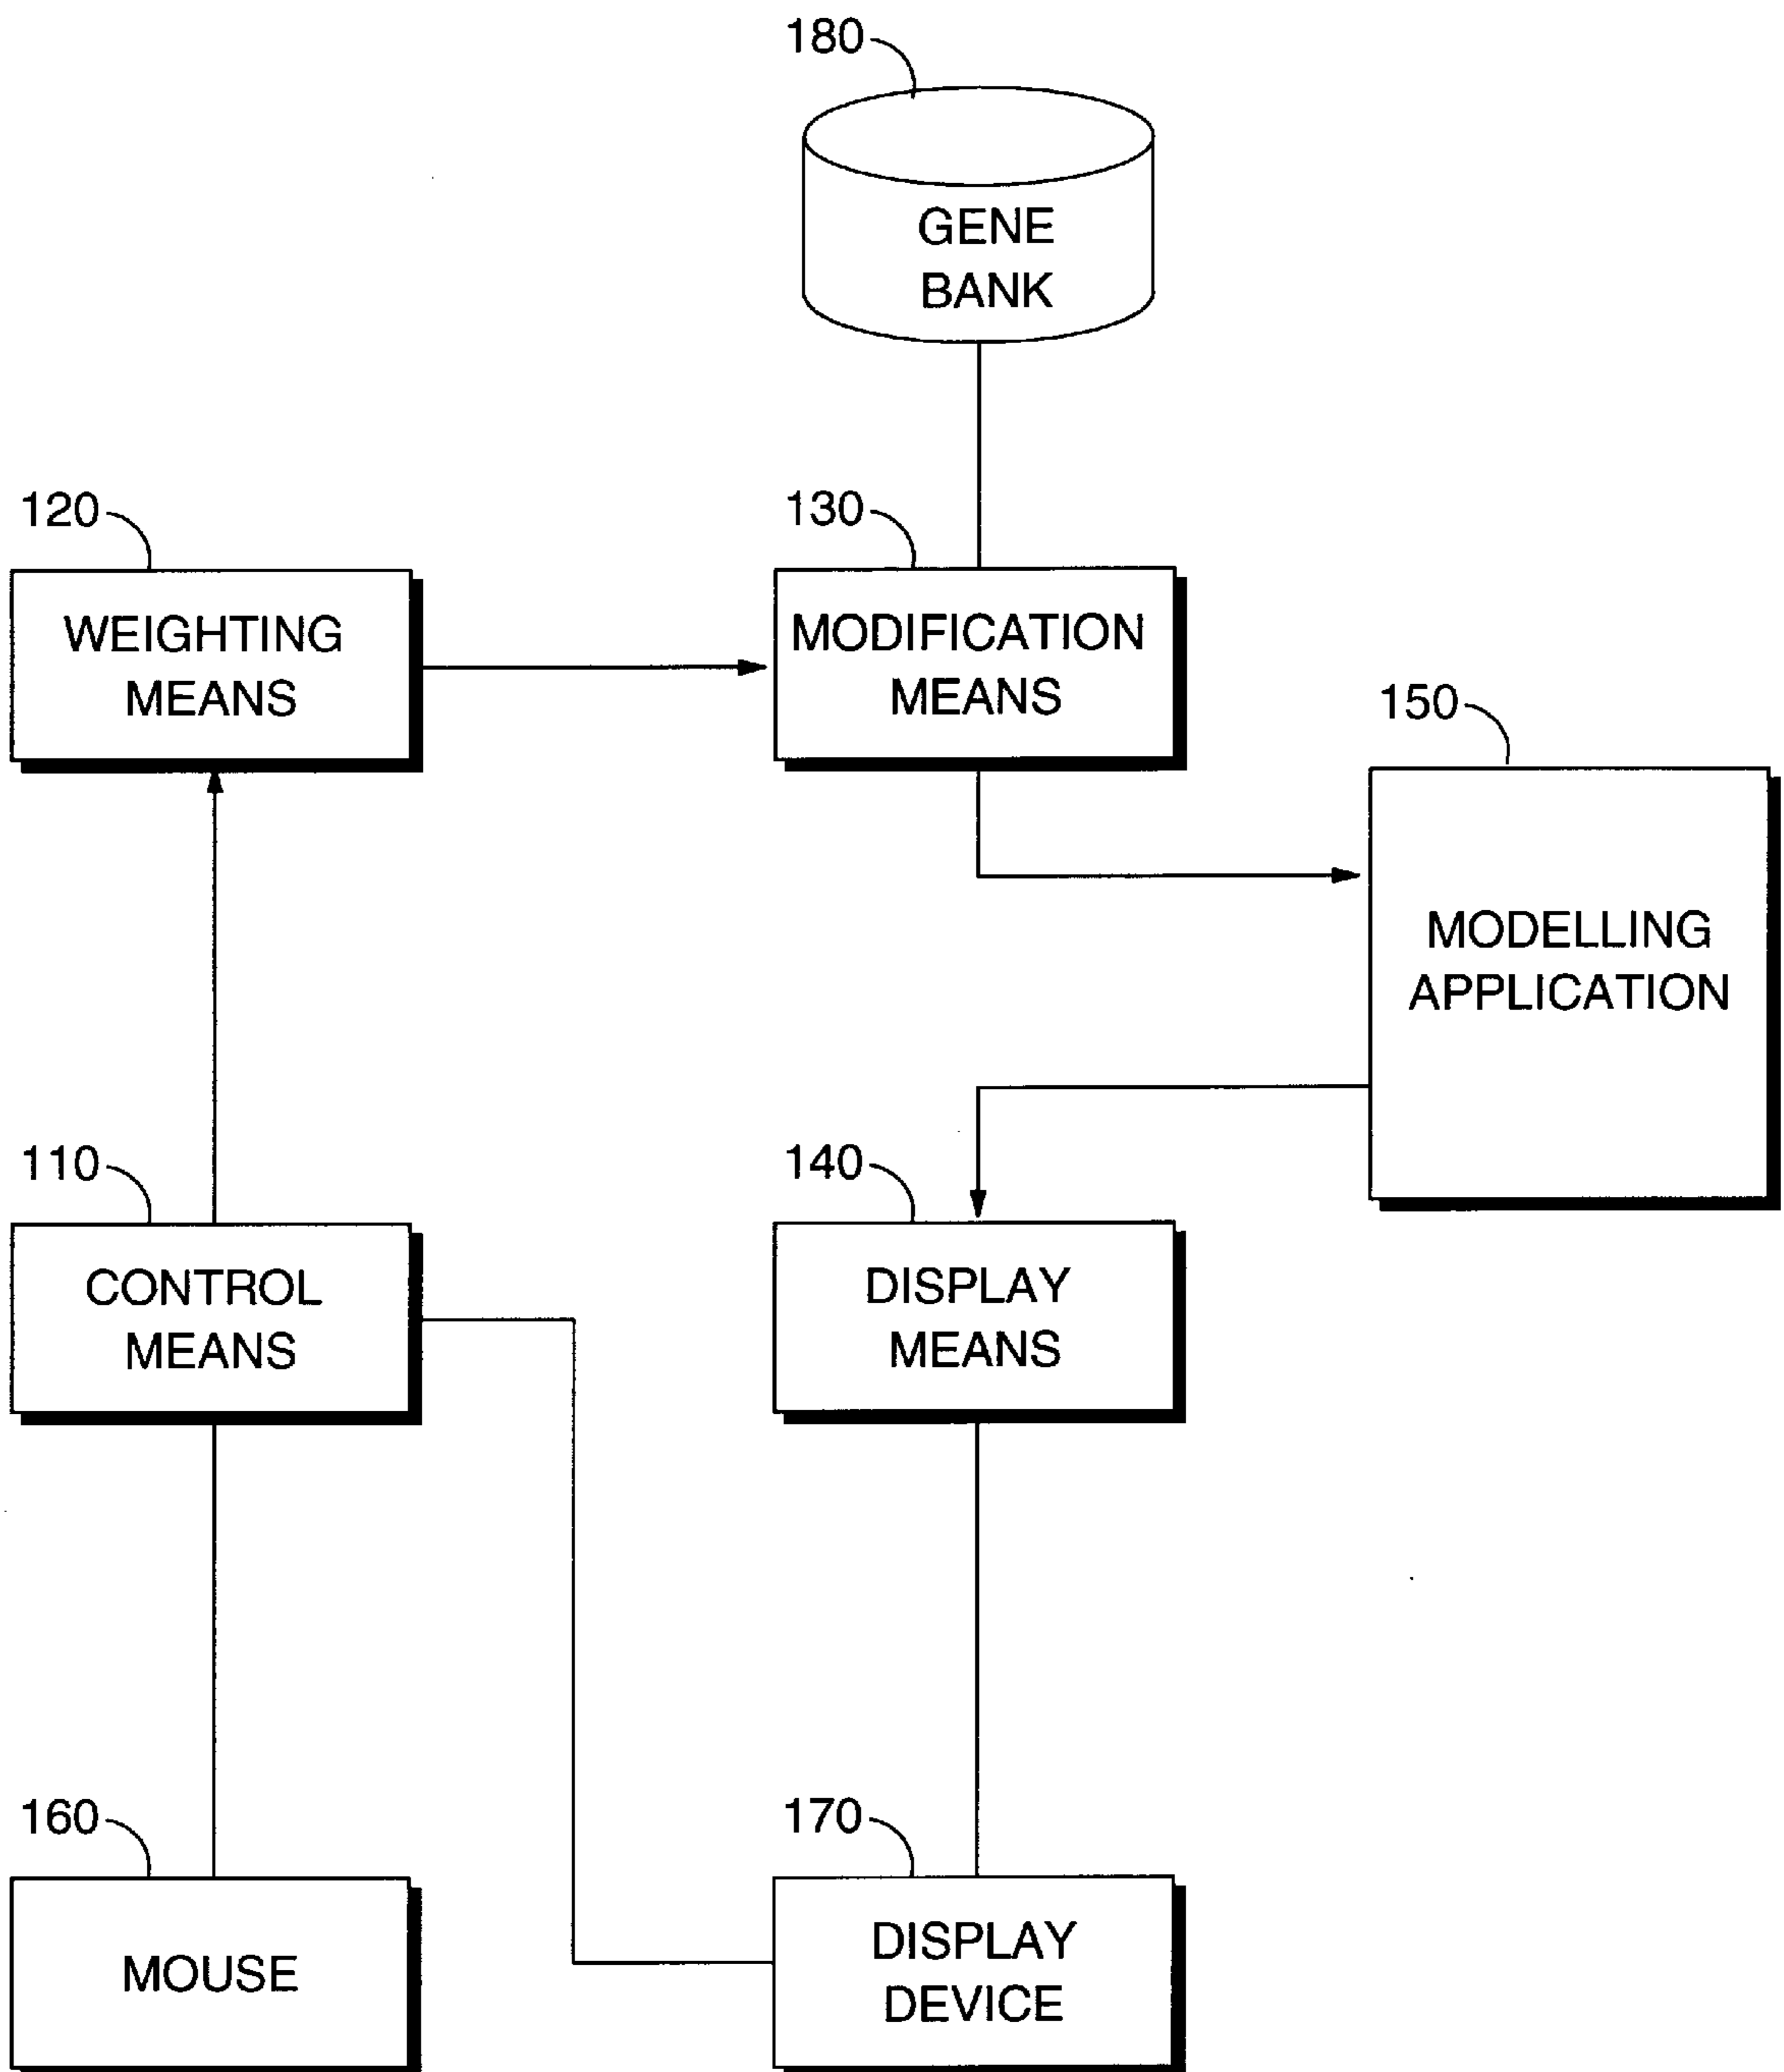 180
GENE
BANK
120
130
WEIGHTING
MEANS
MODIFICATION
MEANS
150
MODELLING
APPLICATION
110
140
CONTROL
MEANS
DISPLAY
MEANS
160
170
MOUSE
DISPLAY
DEVICE